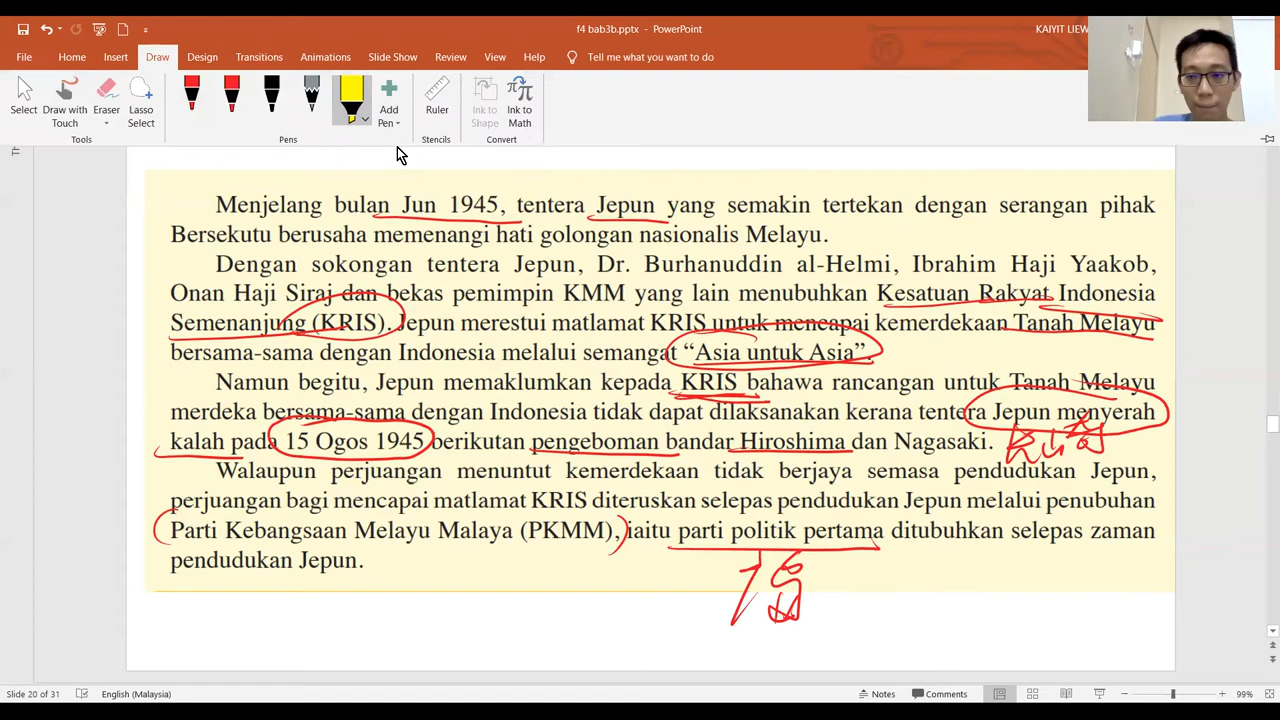 f4 bab3b.pptx - PowerPoint
KAIYIT LIEW
File Home Insert Draw Design Transitions Animations Slide Show Review View Help Tell me what you want to do
Select Draw with Touch Eraser Lasso Select Add Pen Ruler Ink to Shape Ink to Math
Tools Pens Stencils Convert
Menjelang bulan Jun 1945, tentera Jepun yang semakin tertekan dengan serangan pihak
Bersekutu berusaha memenangi hati golongan nasionalis Melayu.
Dengan sokongan tentera Jepun, Dr. Burhanuddin al-Helmi, Ibrahim Haji Yaakob,
Onan Haji Siraj dan bekas pemimpin KMM yang lain menubuhkan Kesatuan Rakyat Indonesia
Semenanjung (KRIS). Jepun merestui matlamat KRIS untuk mencapai kemerdekaan Tanah Melayu
bersama-sama dengan Indonesia melalui semangat “Asia untuk Asia”.
Namun begitu, Jepun memaklumkan kepada KRIS bahawa rancangan untuk Tanah Melayu
merdeka bersama-sama dengan Indonesia tidak dapat dilaksanakan kerana tentera Jepun menyerah
kalah pada 15 Ogos 1945 berikutan pengeboman bandar Hiroshima dan Nagasaki.
Walaupun perjuangan menuntut kemerdekaan tidak berjaya semasa pendudukan Jepun,
perjuangan bagi mencapai matlamat KRIS diteruskan selepas pendudukan Jepun melalui penubuhan
Parti Kebangsaan Melayu Malaya (PKMM), iaitu parti politik pertama ditubuhkan selepas zaman
pendudukan Jepun.
Slide 20 of 31 English (Malaysia) Notes Comments 99%